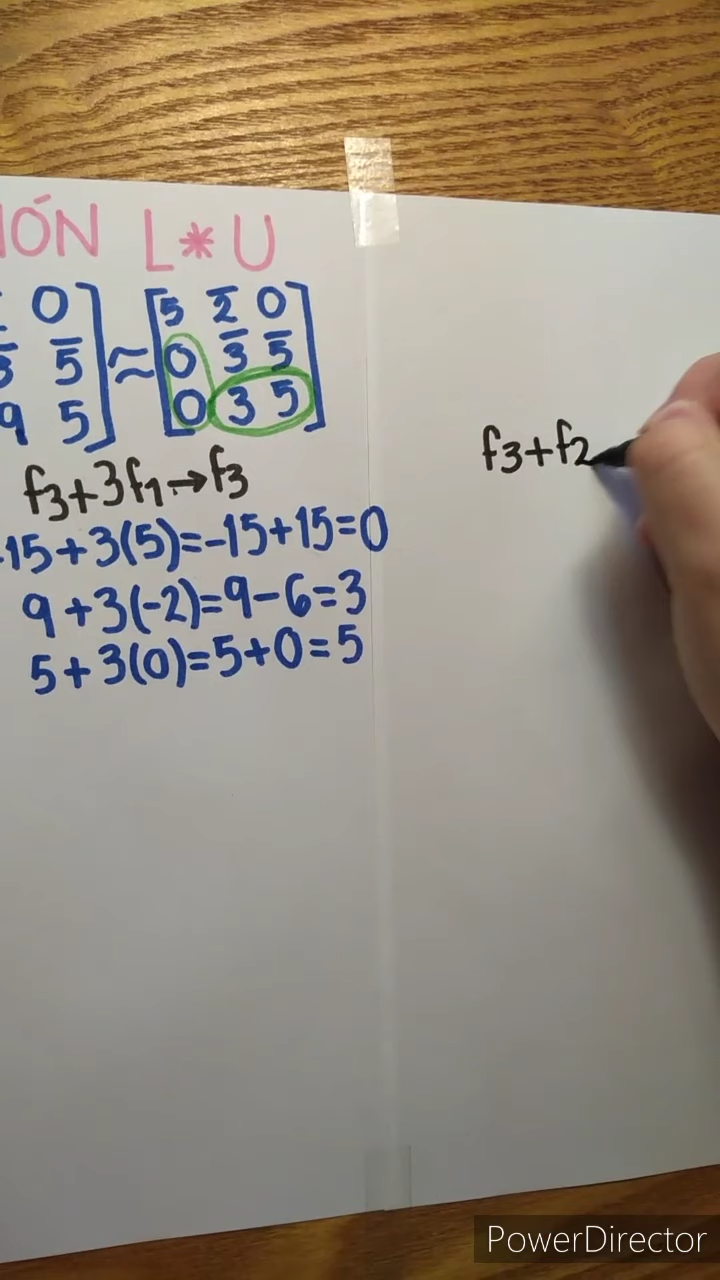 IÓN L * U
0 5 2̅ 0
5̅ ≈ 0 3̅ 5̅
9 5 0 3 5
f3+3f1→f3
-15+3(5)=-15+15=0
9+3(-2)=9-6=3
5+3(0)=5+0=5
f3+f2
PowerDirector